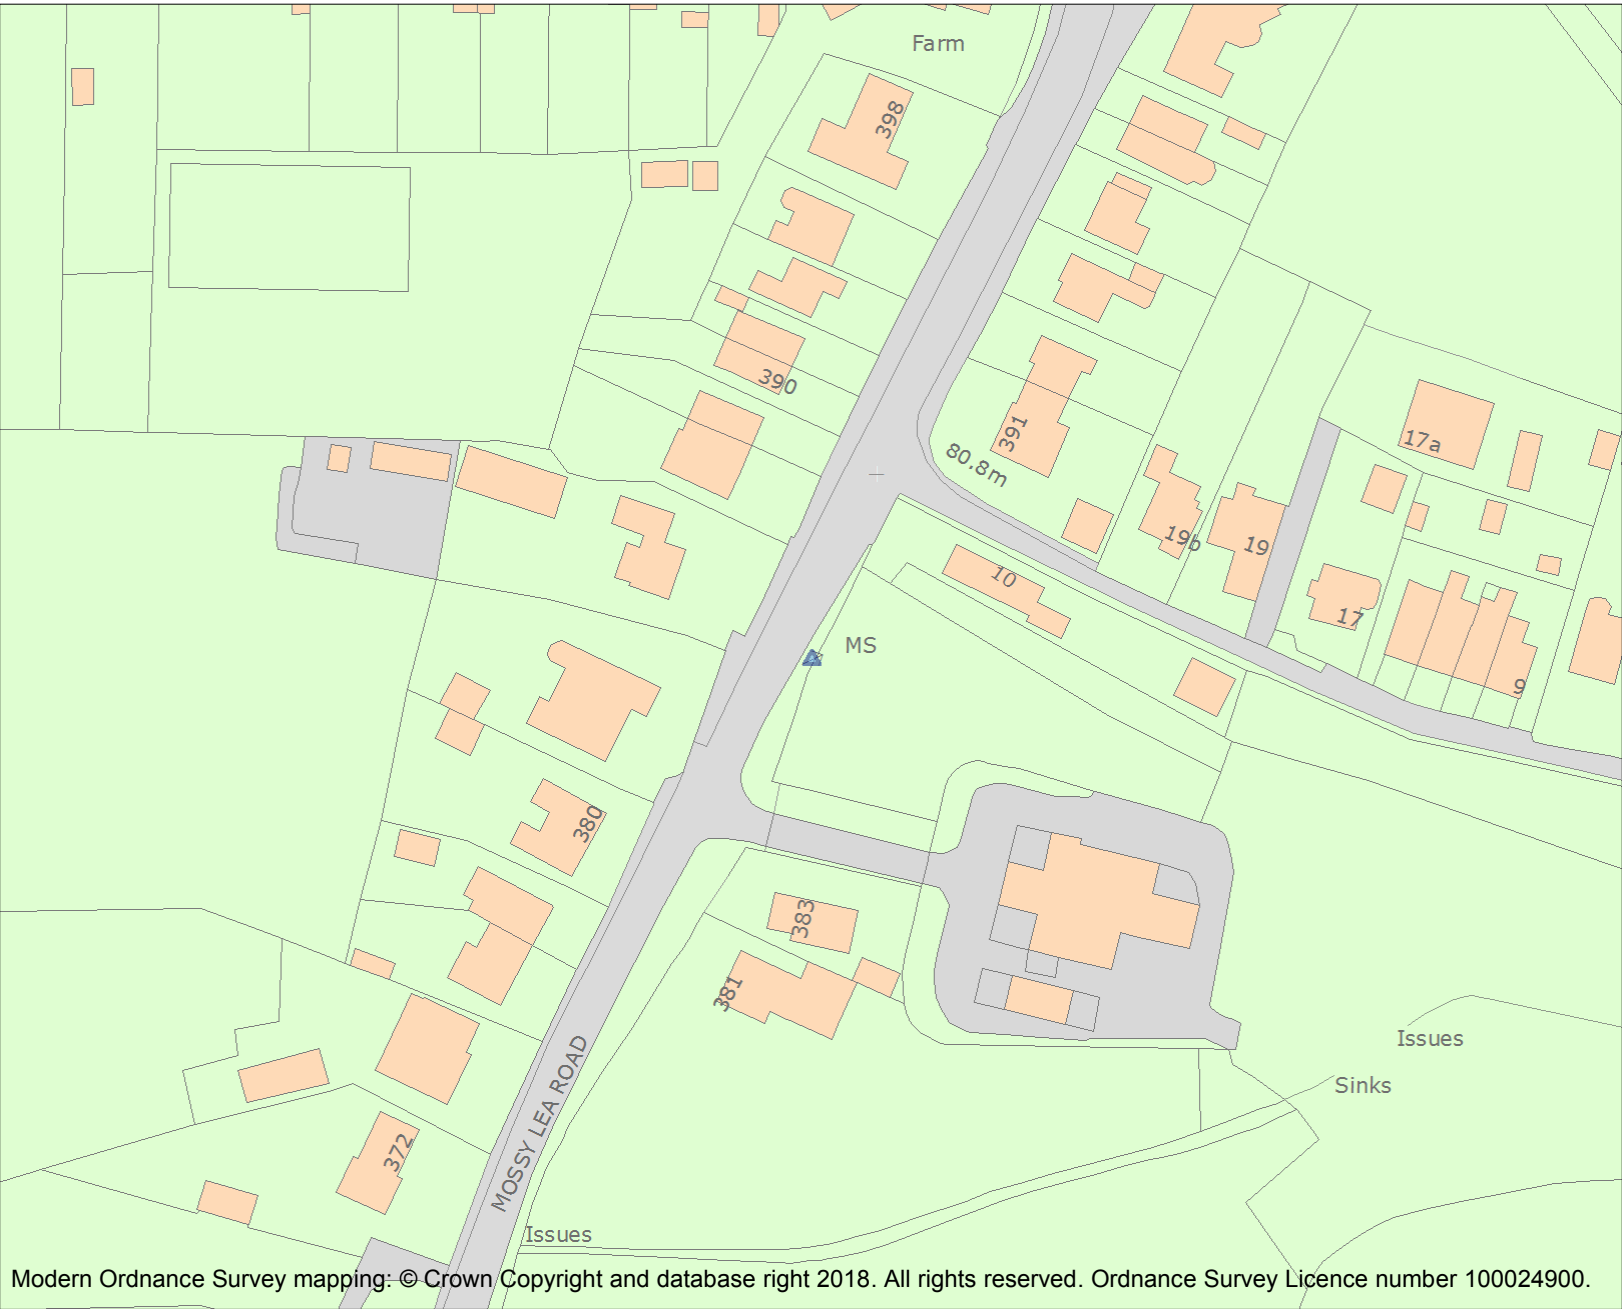 Farm
398
390
391
80.8m
17a
19b
19
17
10
9
MS
380
383
381
Issues
Sinks
MOSSY LEA ROAD
372
Issues
Modern Ordnance Survey mapping: © Crown Copyright and database right 2018. All rights reserved. Ordnance Survey Licence number 100024900.